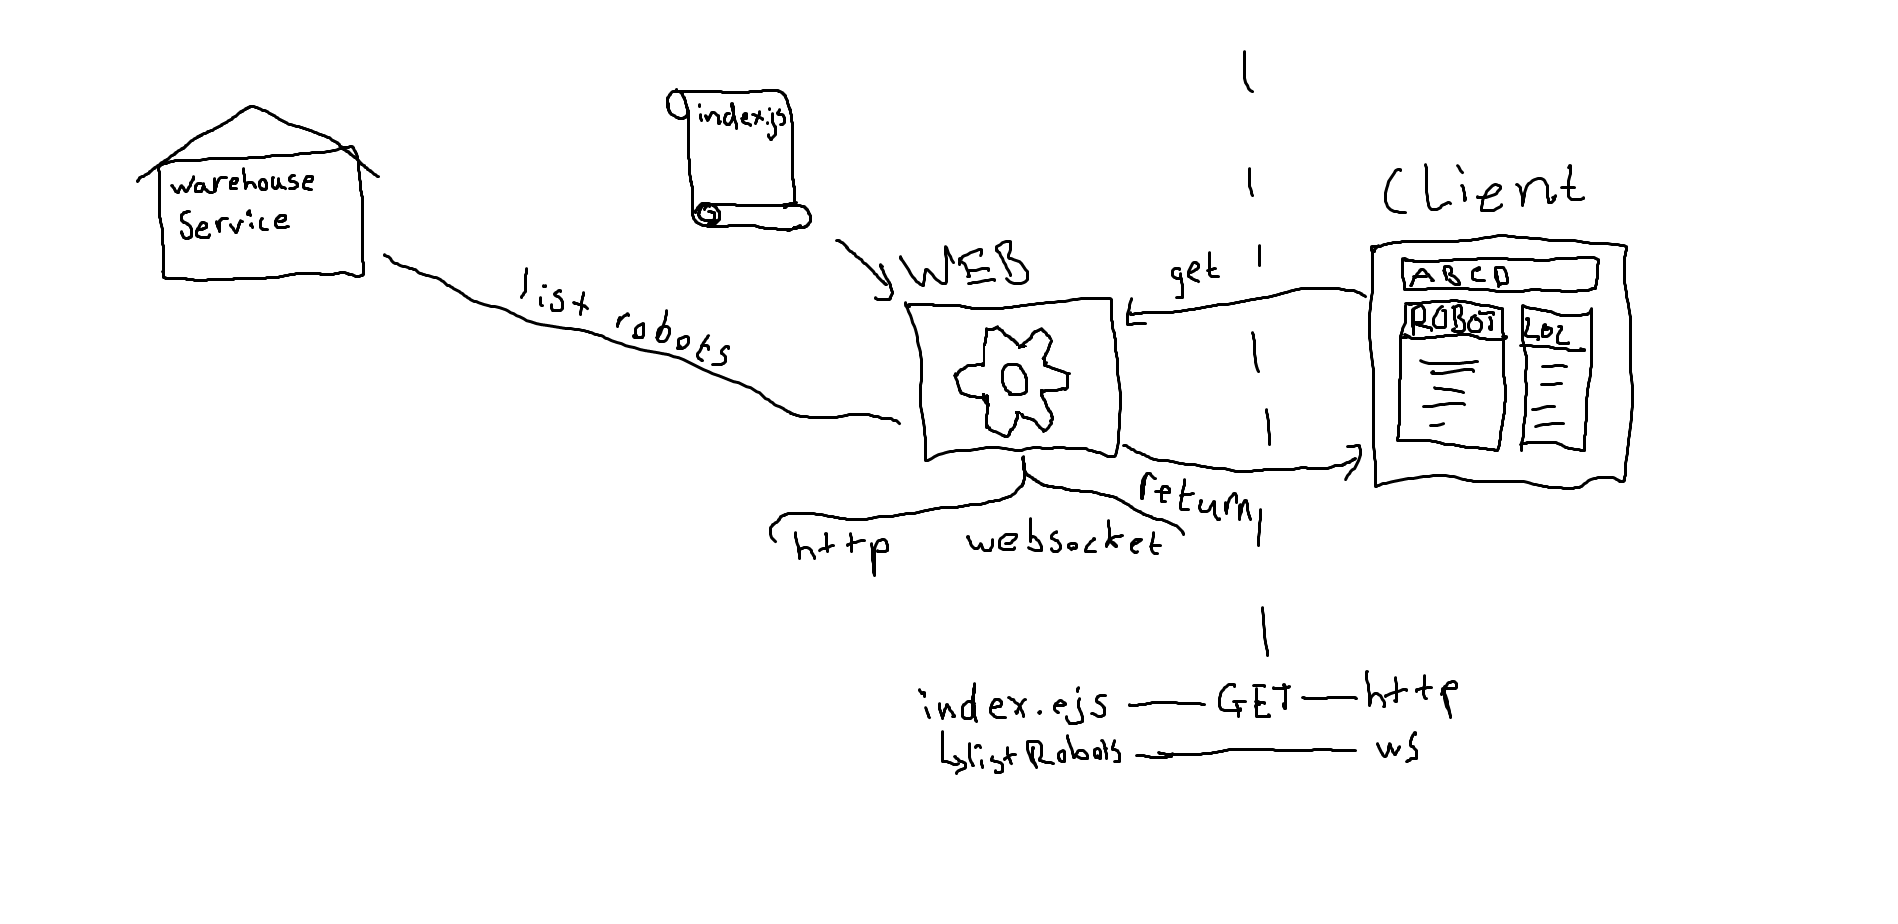 warehouse
Service
index.js
list robots
WEB
get
return
http
websocket
Client
ABCD
ROBOT
LOL
index.ejs — GET — http
↳listRobots — ws